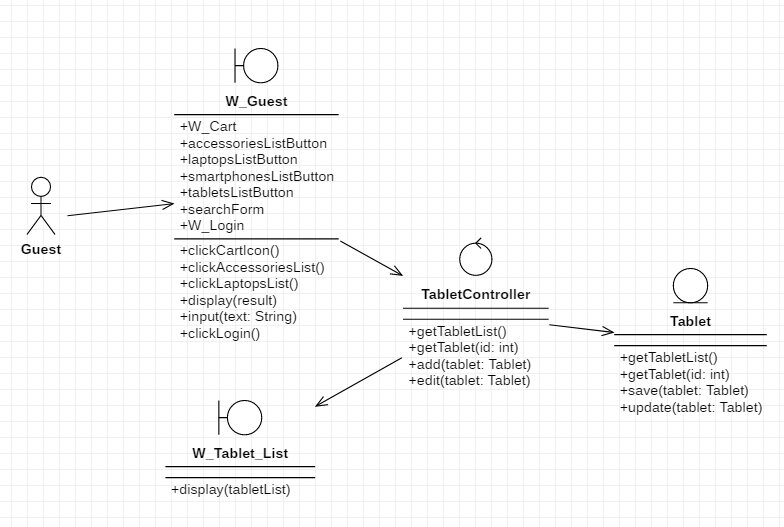 W_Guest
+W_Cart
+accessoriesListButton
+laptopsListButton
+smartphonesListButton
+tabletsListButton
+searchForm
+W_Login
+clickCartIcon()
+clickAccessoriesList()
+clickLaptopsList()
+display(result)
+input(text: String)
+clickLogin()
Guest
TabletController
+getTabletList()
+getTablet(id: int)
+add(tablet: Tablet)
+edit(tablet: Tablet)
Tablet
+getTabletList()
+getTablet(id: int)
+save(tablet: Tablet)
+update(tablet: Tablet)
W_Tablet_List
+display(tabletList)